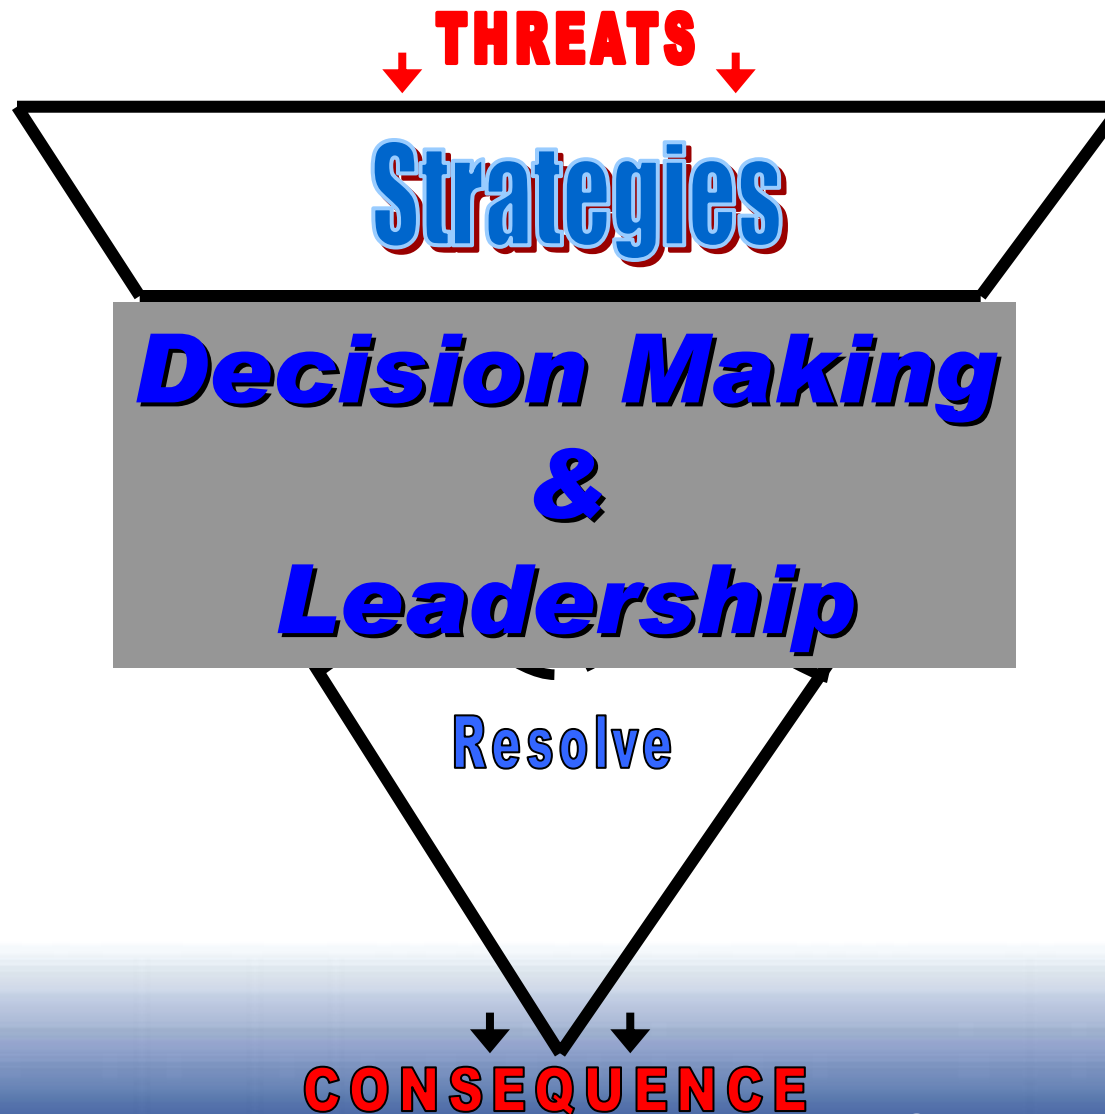 THREATS
Strategies
Decision Making
&
Leadership
Resolve
CONSEQUENCE